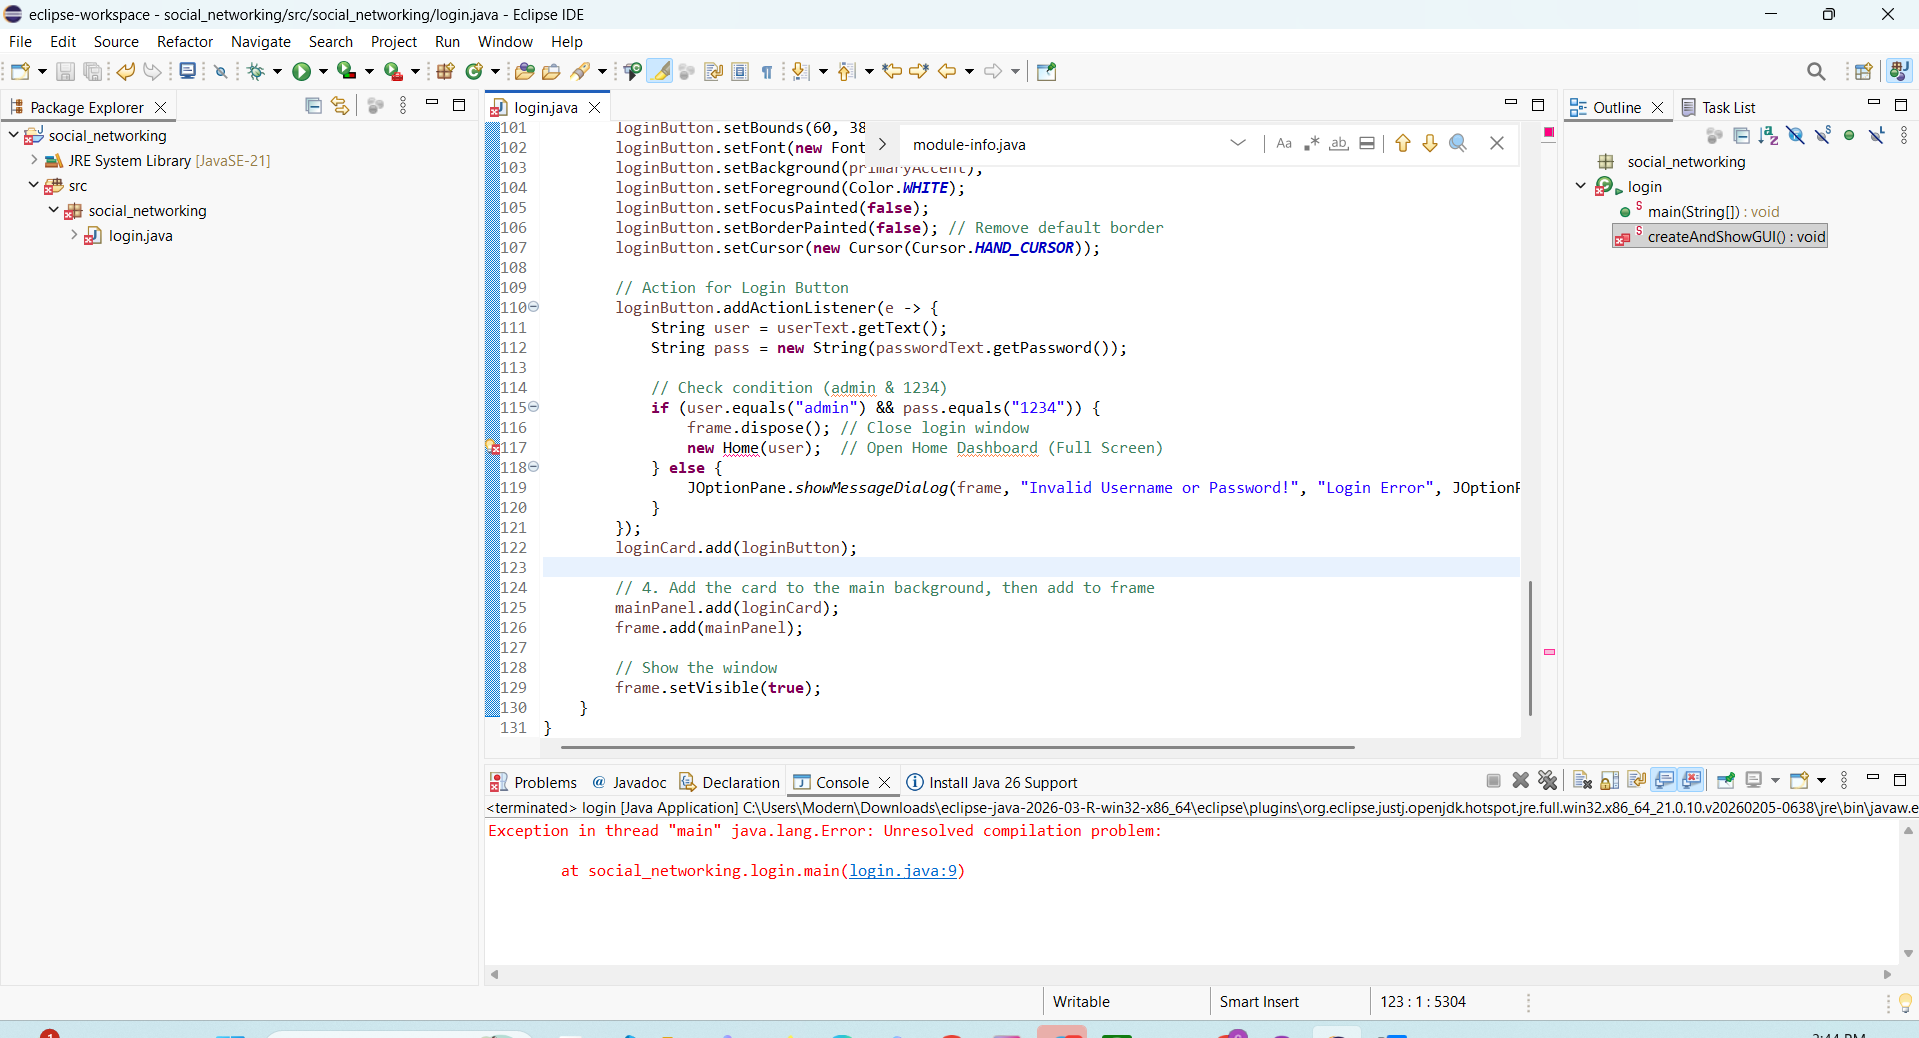 eclipse-workspace - social_networking/src/social_networking/login.java - Eclipse IDE
File Edit Source Refactor Navigate Search Project Run Window Help
Package Explorer
social_networking
JRE System Library [JavaSE-21]
src
social_networking
login.java
login.java
module-info.java
Aa .* ab
101 loginButton.setBounds(60, 38
102 loginButton.setFont(new Font
103 loginButton.setBackground(primaryAccent);
104 loginButton.setForeground(Color.WHITE);
105 loginButton.setFocusPainted(false);
106 loginButton.setBorderPainted(false); // Remove default border
107 loginButton.setCursor(new Cursor(Cursor.HAND_CURSOR));
108
109 // Action for Login Button
110 loginButton.addActionListener(e -> {
111 String user = userText.getText();
112 String pass = new String(passwordText.getPassword());
113
114 // Check condition (admin & 1234)
115 if (user.equals("admin") && pass.equals("1234")) {
116 frame.dispose(); // Close login window
117 new Home(user); // Open Home Dashboard (Full Screen)
118 } else {
119 JOptionPane.showMessageDialog(frame, "Invalid Username or Password!", "Login Error", JOptionP
120 }
121 });
122 loginCard.add(loginButton);
123
124 // 4. Add the card to the main background, then add to frame
125 mainPanel.add(loginCard);
126 frame.add(mainPanel);
127
128 // Show the window
129 frame.setVisible(true);
130 }
131 }
Outline Task List
social_networking
login
main(String[]) : void
createAndShowGUI() : void
Problems Javadoc Declaration Console Install Java 26 Support
<terminated> login [Java Application] C:\Users\Modern\Downloads\eclipse-java-2026-03-R-win32-x86_64\eclipse\plugins\org.eclipse.justj.openjdk.hotspot.jre.full.win32.x86_64_21.0.10.v20260205-0638\jre\bin\javaw.e
Exception in thread "main" java.lang.Error: Unresolved compilation problem:
at social_networking.login.main(login.java:9)
Writable Smart Insert 123 : 1 : 5304